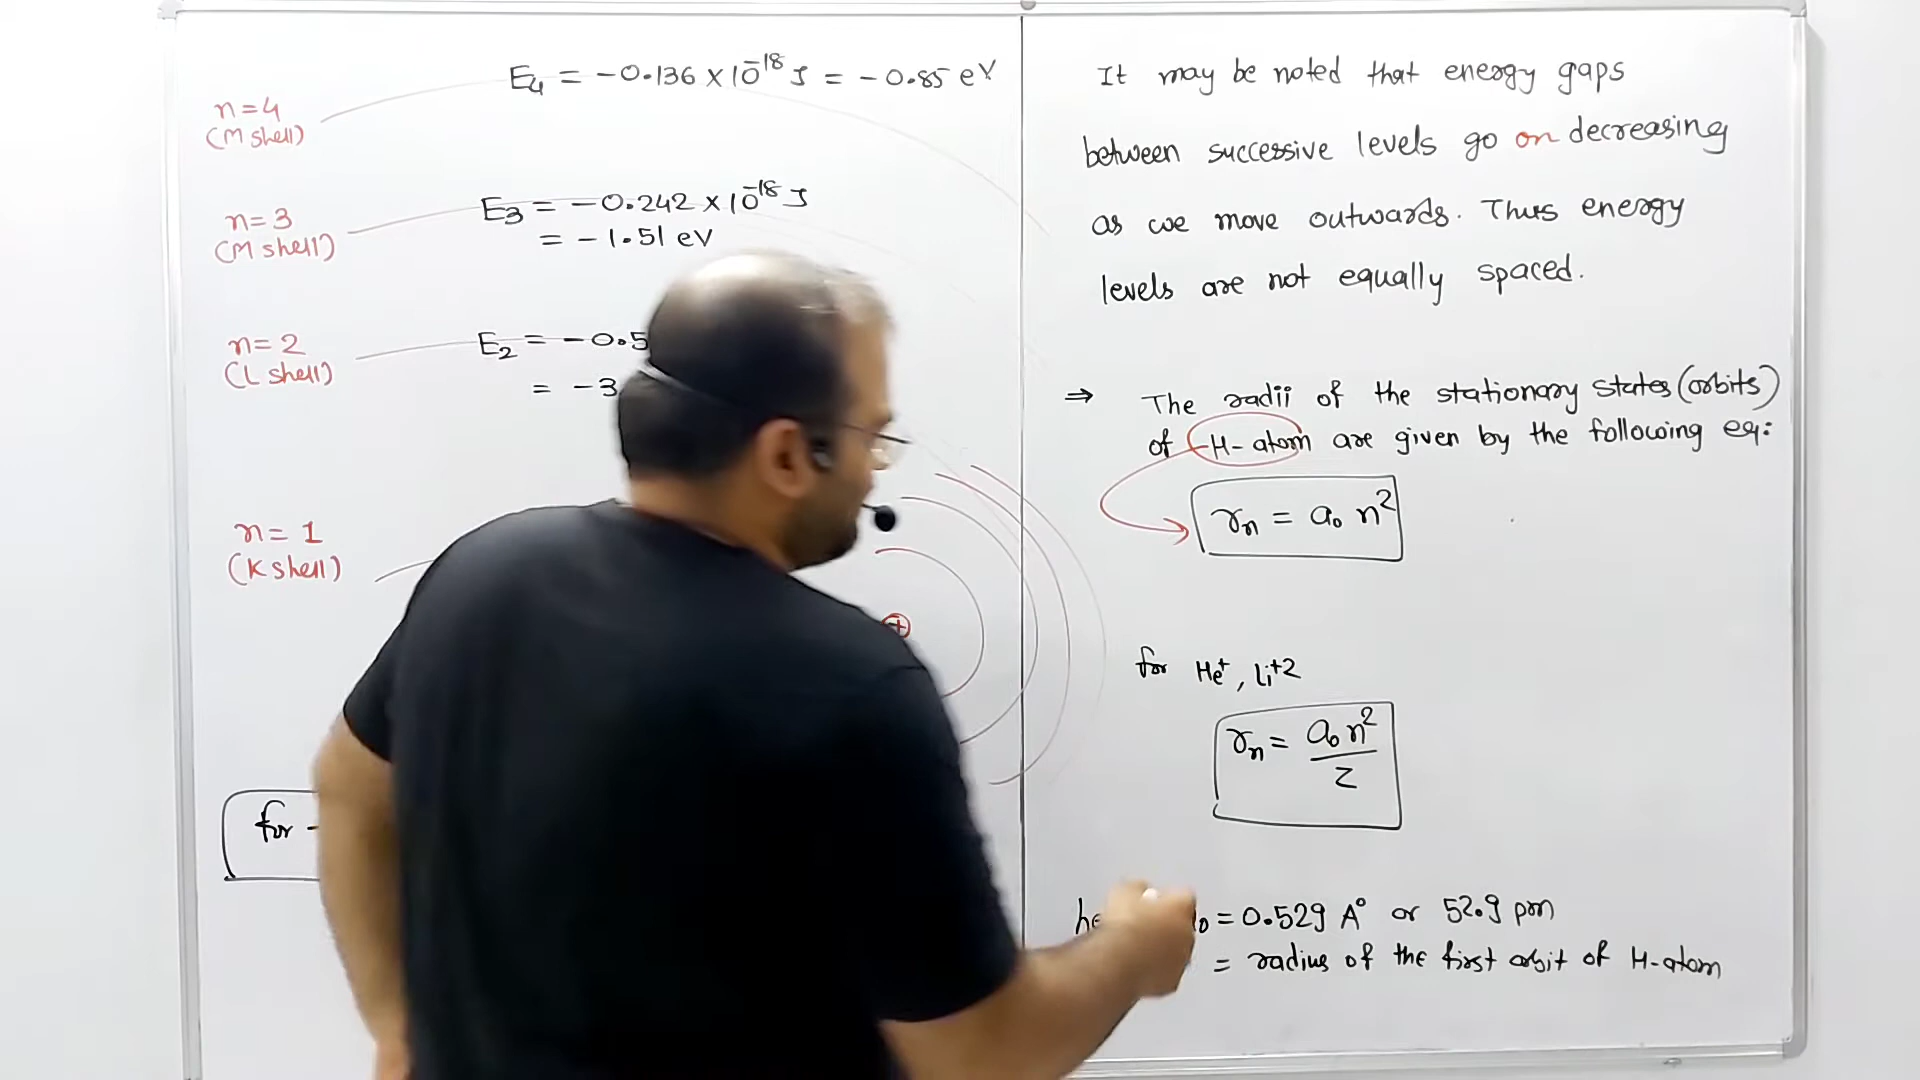 E₄ = -0.136 × 10⁻¹⁸ J = -0.85 eV
n=4
(M shell)
E₃ = -0.242 × 10⁻¹⁸ J
= -1.51 eV
n=3
(M shell)
E₂ = -0.5
= -3
n=2
(L shell)
n=1
(K shell)
+
for
It may be noted that energy gaps
between successive levels go on decreasing
as we move outwards. Thus energy
levels are not equally spaced.
⇒ The radii of the stationary states (orbits)
of H-atom are given by the following eq:
rₙ = a₀ n²
for He⁺, Li⁺²
rₙ = a₀ n² / Z
= 0.529 A° or 52.9 pm
= radius of the first orbit of H-atom